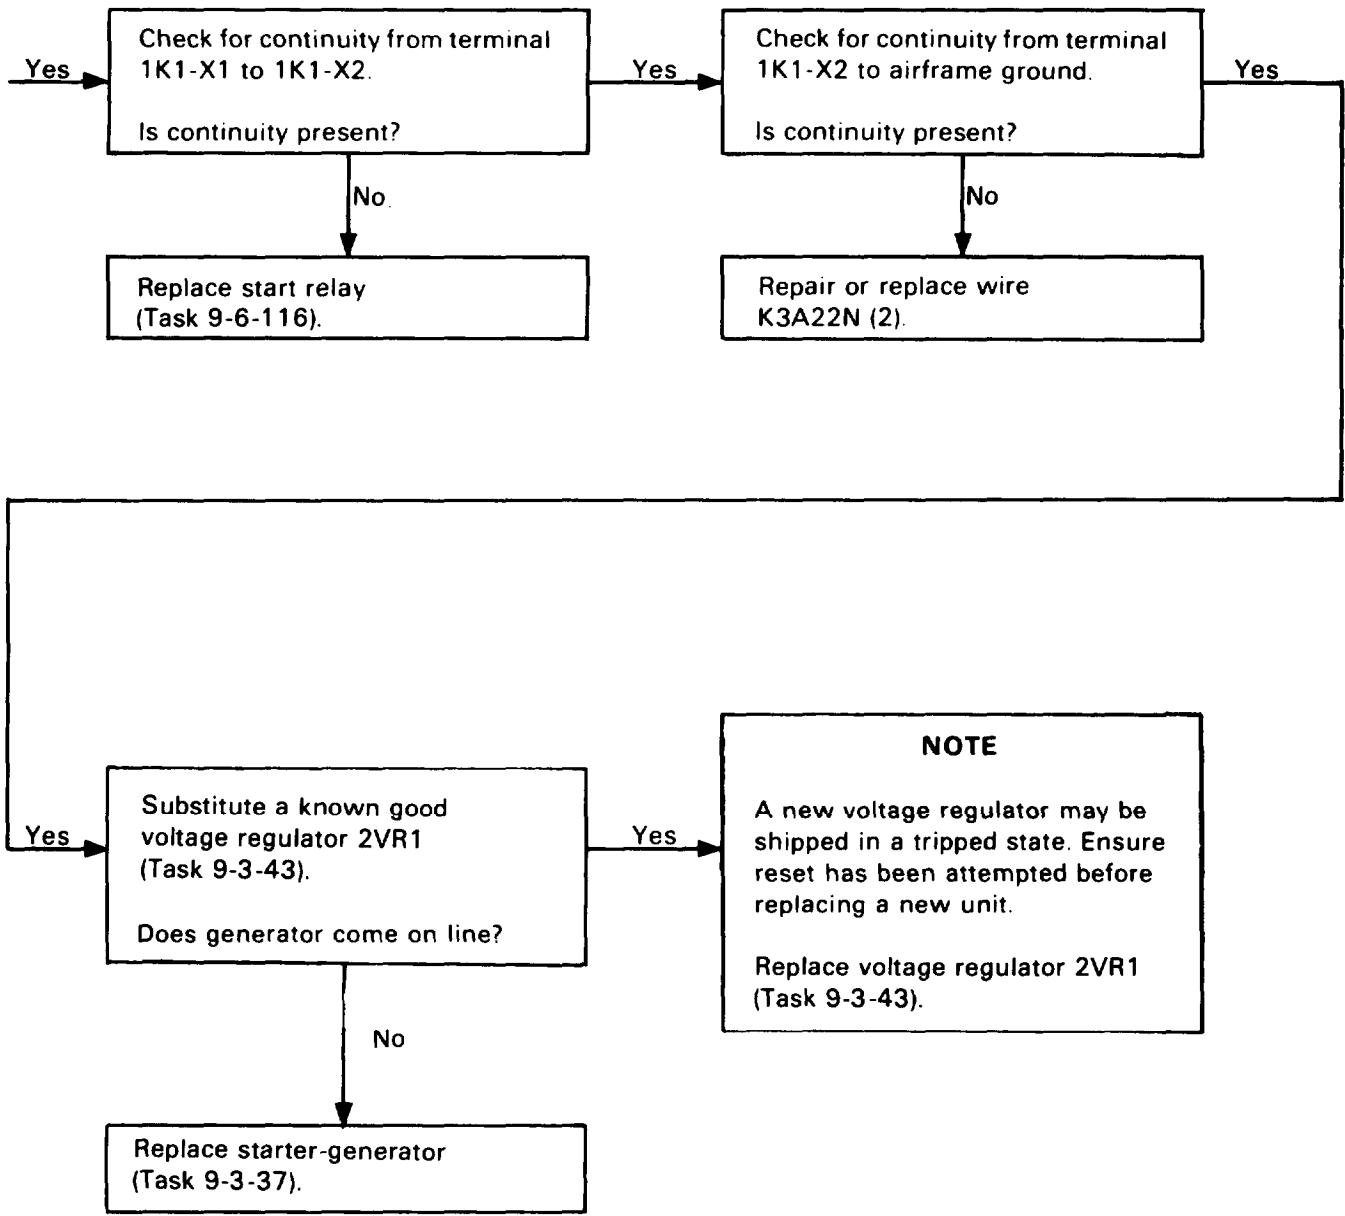 Yes
Check for continuity from terminal
1K1-X1 to 1K1-X2.
Is continuity present?
Yes
Check for continuity from terminal
1K1-X2 to airframe ground.
Is continuity present?
Yes
No
No
Replace start relay
(Task 9-6-116).
Repair or replace wire
K3A22N (2).
Yes
Substitute a known good
voltage regulator 2VR1
(Task 9-3-43).
Does generator come on line?
Yes
NOTE
A new voltage regulator may be
shipped in a tripped state. Ensure
reset has been attempted before
replacing a new unit.
Replace voltage regulator 2VR1
(Task 9-3-43).
No
Replace starter-generator
(Task 9-3-37).